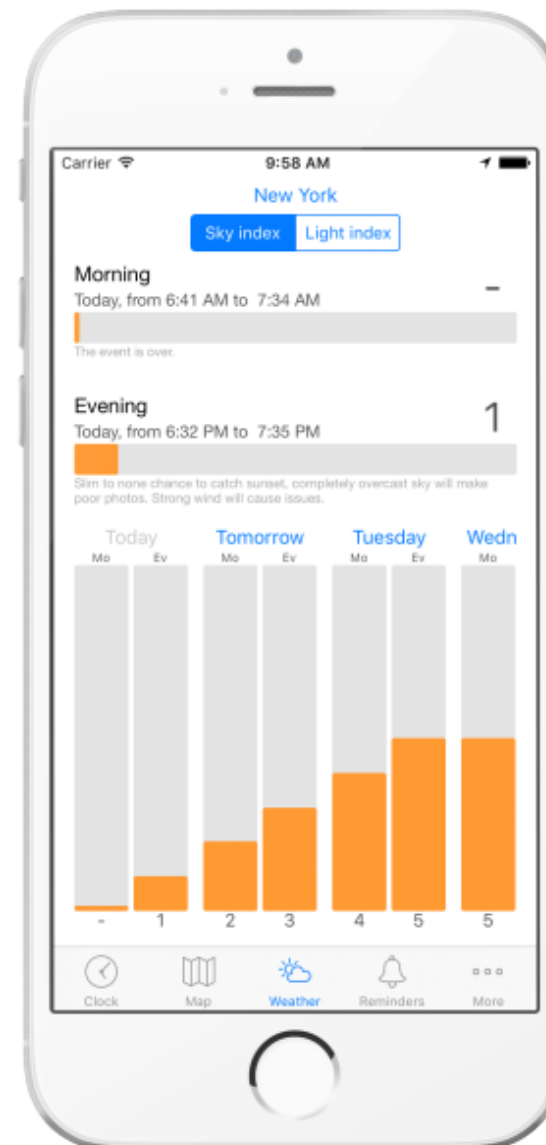 Carrier 9:58 AM
New York
Sky index Light index
Morning -
Today, from 6:41 AM to 7:34 AM
The event is over.
Evening 1
Today, from 6:32 PM to 7:35 PM
Slim to none chance to catch sunset, completely overcast sky will make
poor photos. Strong wind will cause issues.
Today Tomorrow Tuesday Wedn
Mo Ev Mo Ev Mo Ev Mo
- 1 2 3 4 5 5
Clock Map Weather Reminders More